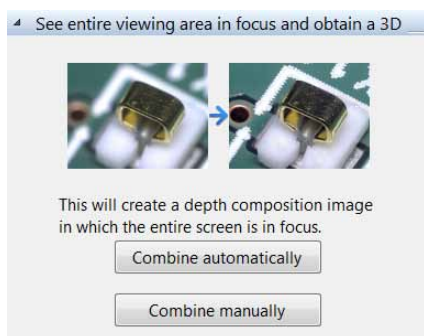 See entire viewing area in focus and obtain a 3D
This will create a depth composition image
in which the entire screen is in focus.
Combine automatically
Combine manually